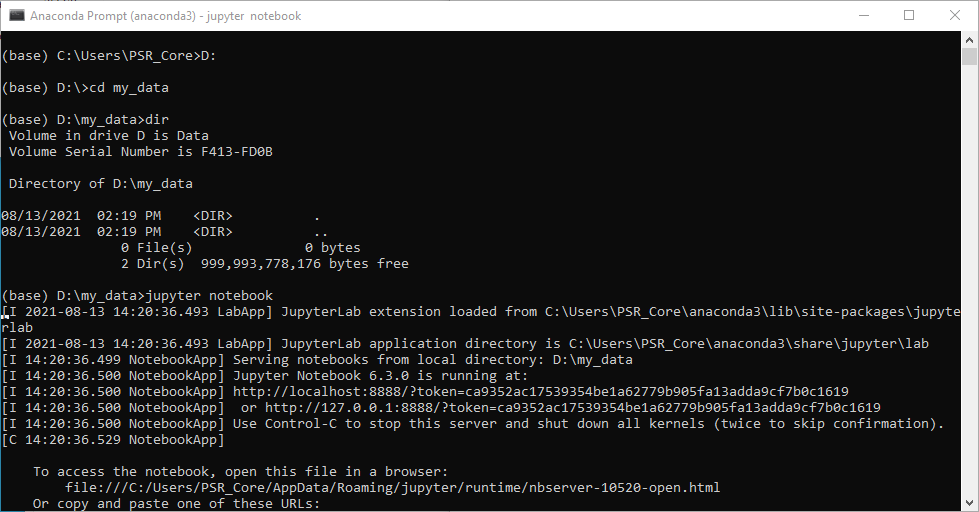 Anaconda Prompt (anaconda3) - jupyter notebook
(base) C:\Users\PSR_Core>D:
(base) D:\>cd my_data
(base) D:\my_data>dir
 Volume in drive D is Data
 Volume Serial Number is F413-FD0B
 Directory of D:\my_data
08/13/2021  02:19 PM    <DIR>          .
08/13/2021  02:19 PM    <DIR>          ..
               0 File(s)              0 bytes
               2 Dir(s)  999,993,778,176 bytes free
(base) D:\my_data>jupyter notebook
[I 2021-08-13 14:20:36.493 LabApp] JupyterLab extension loaded from C:\Users\PSR_Core\anaconda3\lib\site-packages\jupyte
rlab
[I 2021-08-13 14:20:36.493 LabApp] JupyterLab application directory is C:\Users\PSR_Core\anaconda3\share\jupyter\lab
[I 14:20:36.499 NotebookApp] Serving notebooks from local directory: D:\my_data
[I 14:20:36.500 NotebookApp] Jupyter Notebook 6.3.0 is running at:
[I 14:20:36.500 NotebookApp] http://localhost:8888/?token=ca9352ac17539354be1a62779b905fa13adda9cf7b0c1619
[I 14:20:36.500 NotebookApp]  or http://127.0.0.1:8888/?token=ca9352ac17539354be1a62779b905fa13adda9cf7b0c1619
[I 14:20:36.500 NotebookApp] Use Control-C to stop this server and shut down all kernels (twice to skip confirmation).
[C 14:20:36.529 NotebookApp]
    To access the notebook, open this file in a browser:
        file:///C:/Users/PSR_Core/AppData/Roaming/jupyter/runtime/nbserver-10520-open.html
    Or copy and paste one of these URLs: